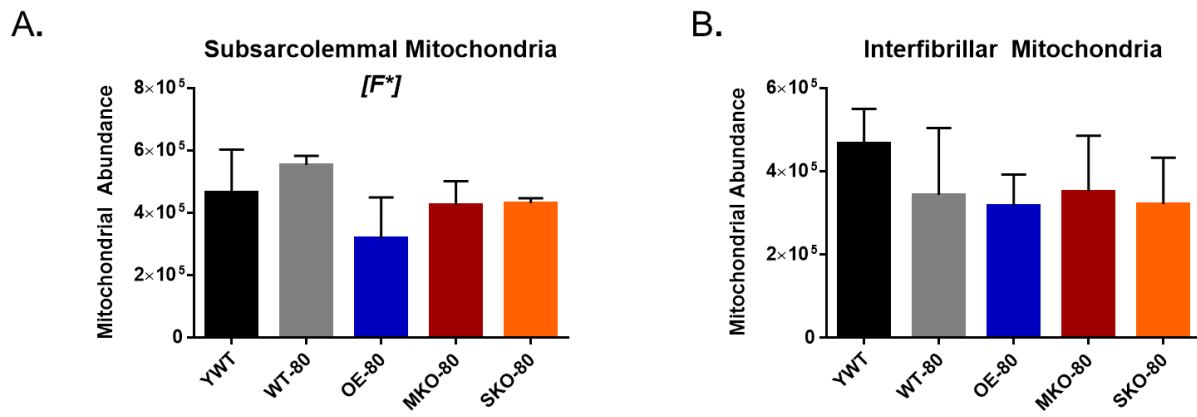 A.
Subsarcolemmal Mitochondria
[F*]
Mitochondrial Abundance
8×10⁵
6×10⁵
4×10⁵
2×10⁵
0
YWT
WT-80
OE-80
MKO-80
SKO-80
B.
Interfibrillar Mitochondria
Mitochondrial Abundance
6×10⁵
4×10⁵
2×10⁵
0
YWT
WT-80
OE-80
MKO-80
SKO-80